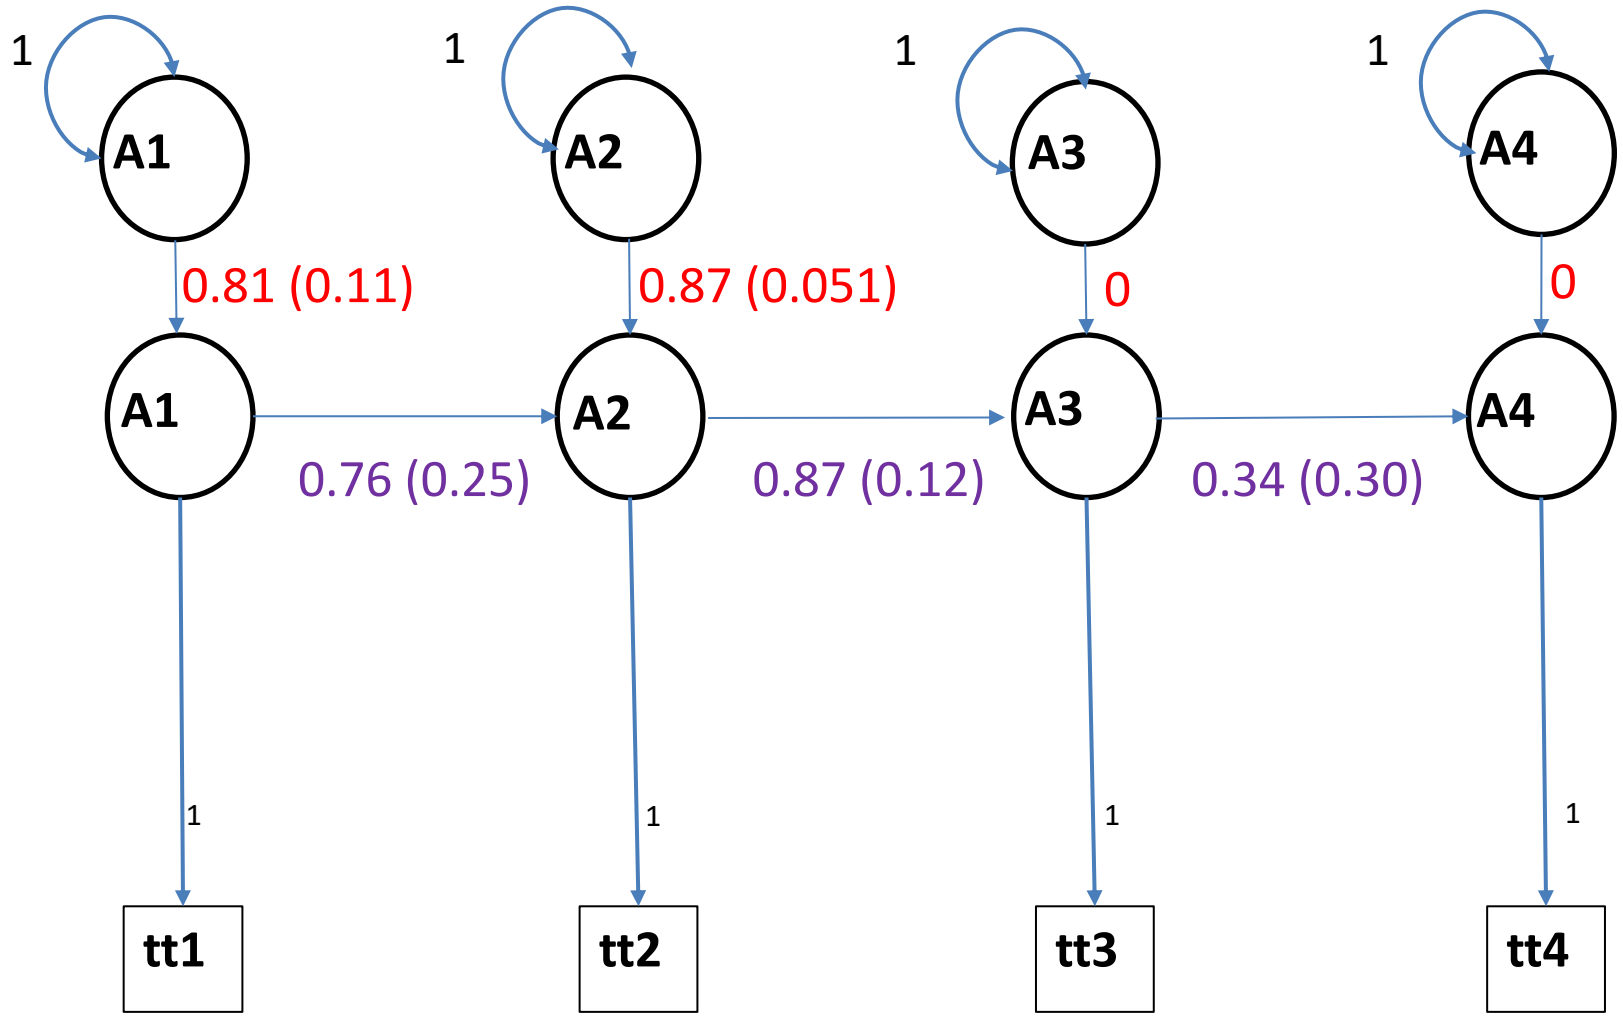 1 1 1 1
A1 A2 A3 A4
0.81 (0.11) 0.87 (0.051) 0 0
A1 A2 A3 A4
0.76 (0.25) 0.87 (0.12) 0.34 (0.30)
1 1 1 1
tt1 tt2 tt3 tt4